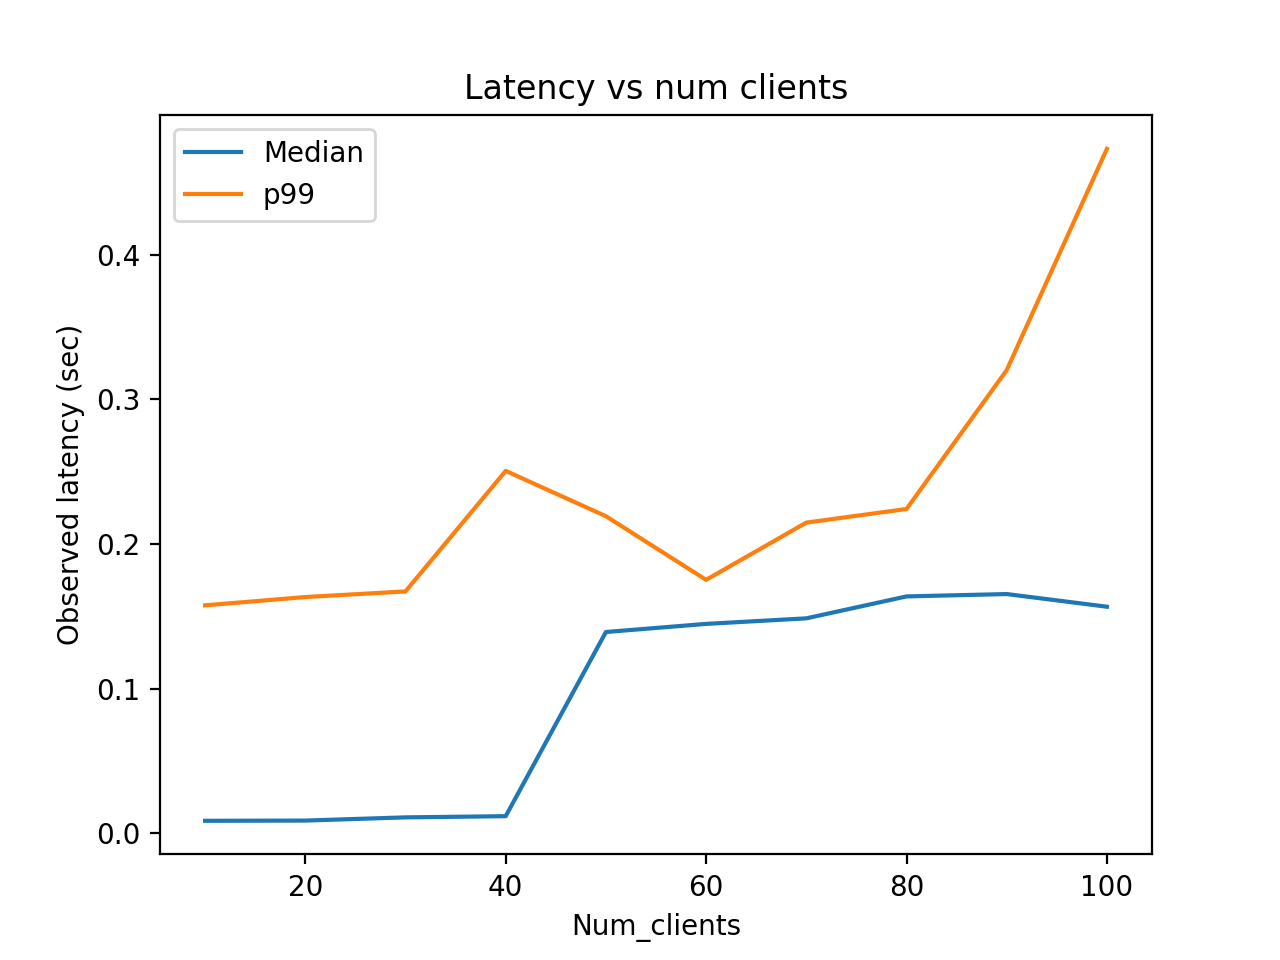 Latency vs num clients
Median
p99
0.4
0.3
0.2
0.1
0.0
Observed latency (sec)
20 40 60 80 100
Num_clients